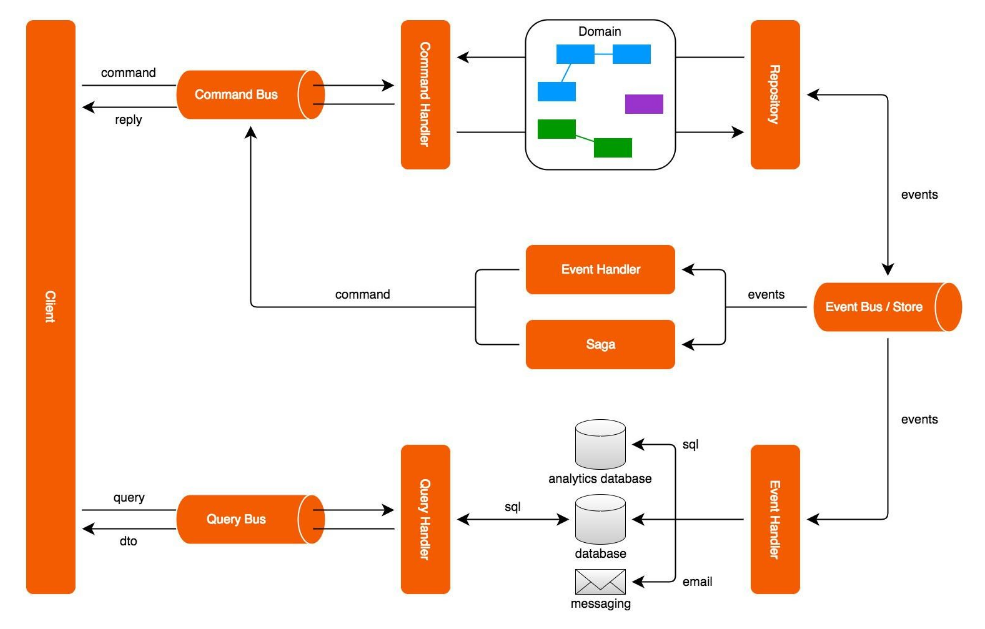 Domain
command
Command Bus
reply
Command Handler
Repository
events
Client
Event Handler
command
events
Event Bus / Store
Saga
events
sql
analytics database
query
Query Bus
dto
Query Handler
sql
database
Event Handler
email
messaging